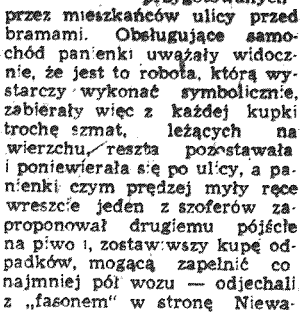 przez mieszkańców ulicy przed
bramami. Obsługujące samo-
chód panienki uważały widocz-
nie, że jest to robota, którą wy-
starczy wykonać symbolicznie,
zabierały więc z każdej kupki
trochę szmat, leżących na
wierzchu, reszta pozostawała
i poniewierała się po ulicy, a pa-
nienki czym prędzej myły ręce
wreszcie jeden z szoferów za-
proponował drugiemu pójście
na piwo i, zostawiwszy kupę od-
padków, mogącą zapełnić co
najmniej pół wozu — odjechali
z „fasonem" w stronę Niewa-